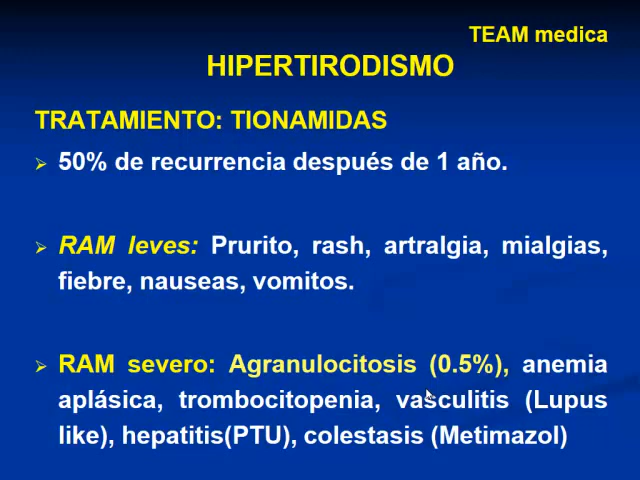 TEAM medica
HIPERTIRODISMO
TRATAMIENTO: TIONAMIDAS
➢ 50% de recurrencia después de 1 año.
➢ RAM leves: Prurito, rash, artralgia, mialgias,
fiebre, nauseas, vomitos.
➢ RAM severo: Agranulocitosis (0.5%), anemia
aplásica, trombocitopenia, vasculitis (Lupus
like), hepatitis(PTU), colestasis (Metimazol)